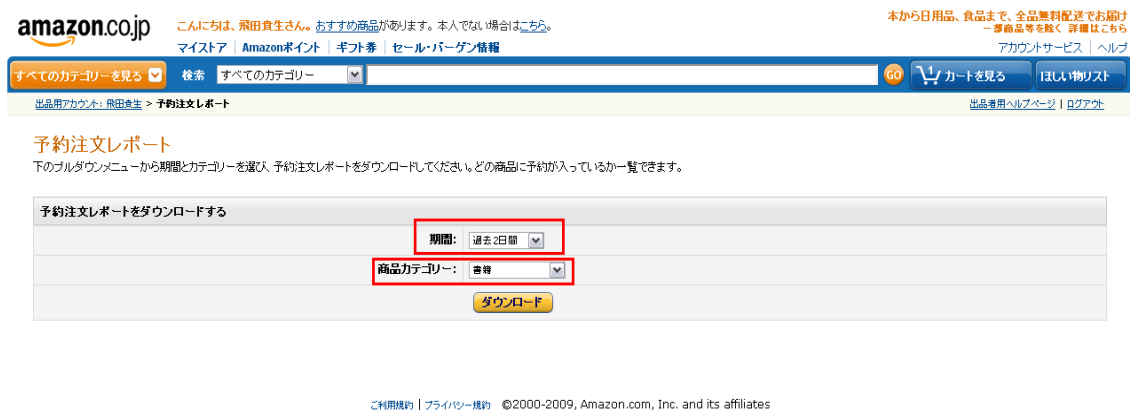 amazon.co.jp
こんにちは、飛田食生さん。おすすめ商品があります。本人でない場合はこちら。
本から日用品、食品まで、全品無料配送でお届け
一部商品等を除く 詳細はこちら
マイストア | Amazonポイント | ギフト券 | セール・バーゲン情報
アカウントサービス | ヘルプ
すべてのカテゴリーを見る 検索 すべてのカテゴリー GO 1 カートを見る ほしい物リスト
出品用アカウント: 飛田食生 > 予約注文レポート
出品者用ヘルプページ | ログアウト
予約注文レポート
下のプルダウンメニューから期間とカテゴリーを選び、予約注文レポートをダウンロードしてください。どの商品に予約が入っているか一覧できます。
予約注文レポートをダウンロードする
期間: 過去2日間
商品カテゴリー: 書籍
ダウンロード
ご利用規約 | プライバシー規約 ©2000-2009, Amazon.com, Inc. and its affiliates